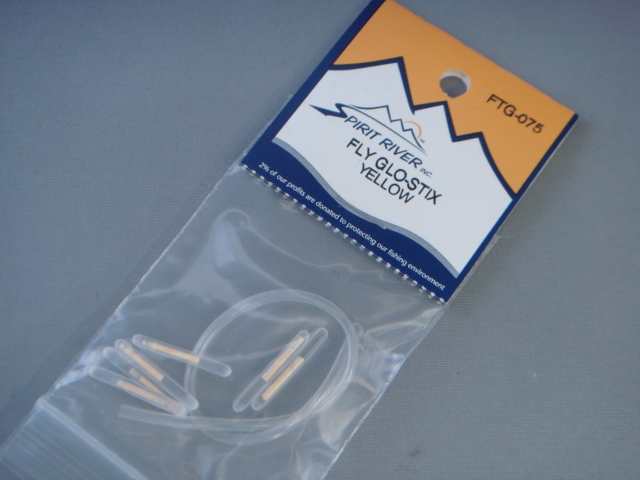 FTG-075
SPIRIT RIVER INC.
FLY GLO-STIX
YELLOW
2% of our profits are donated to protecting our fishing environment